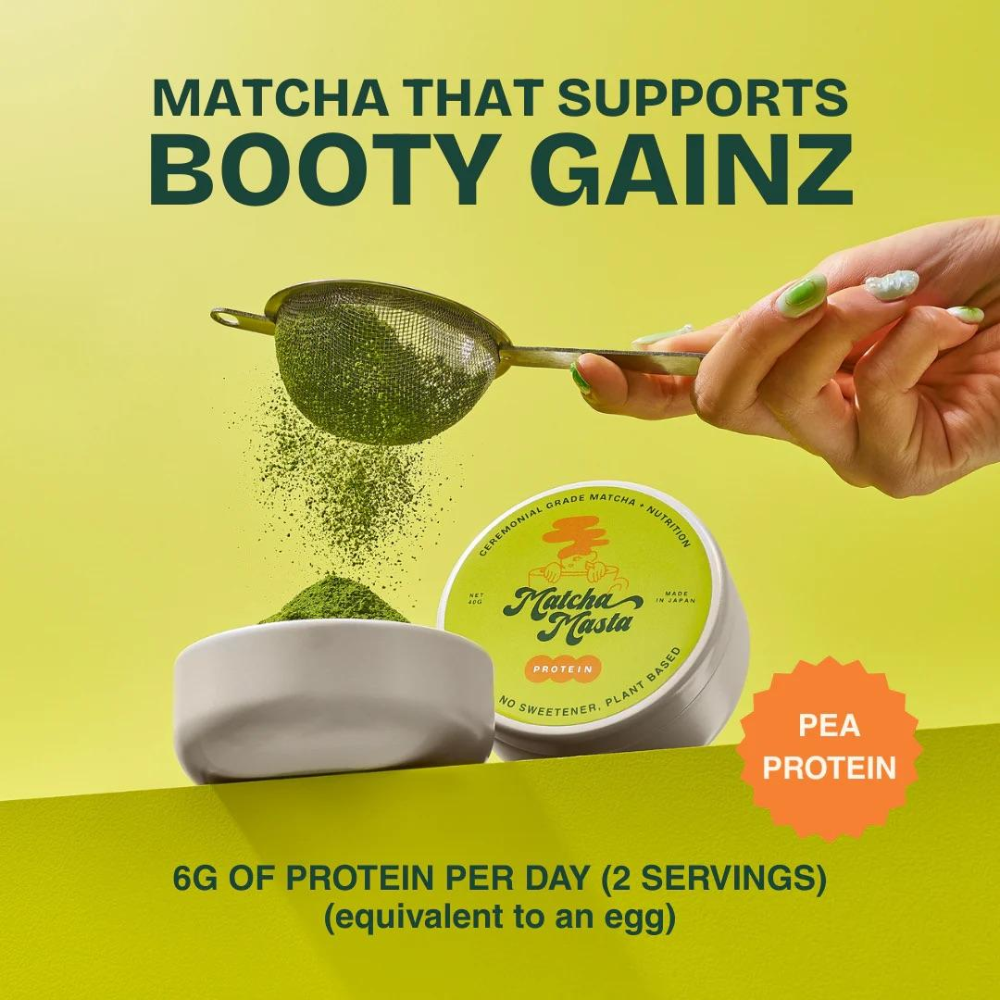 MATCHA THAT SUPPORTS
BOOTY GAINZ
CEREMONIAL GRADE MATCHA + NUTRITION
NET
40G
MADE
IN JAPAN
Matcha
Masta
PROTEIN
NO SWEETENER, PLANT BASED
PEA
PROTEIN
6G OF PROTEIN PER DAY (2 SERVINGS)
(equivalent to an egg)